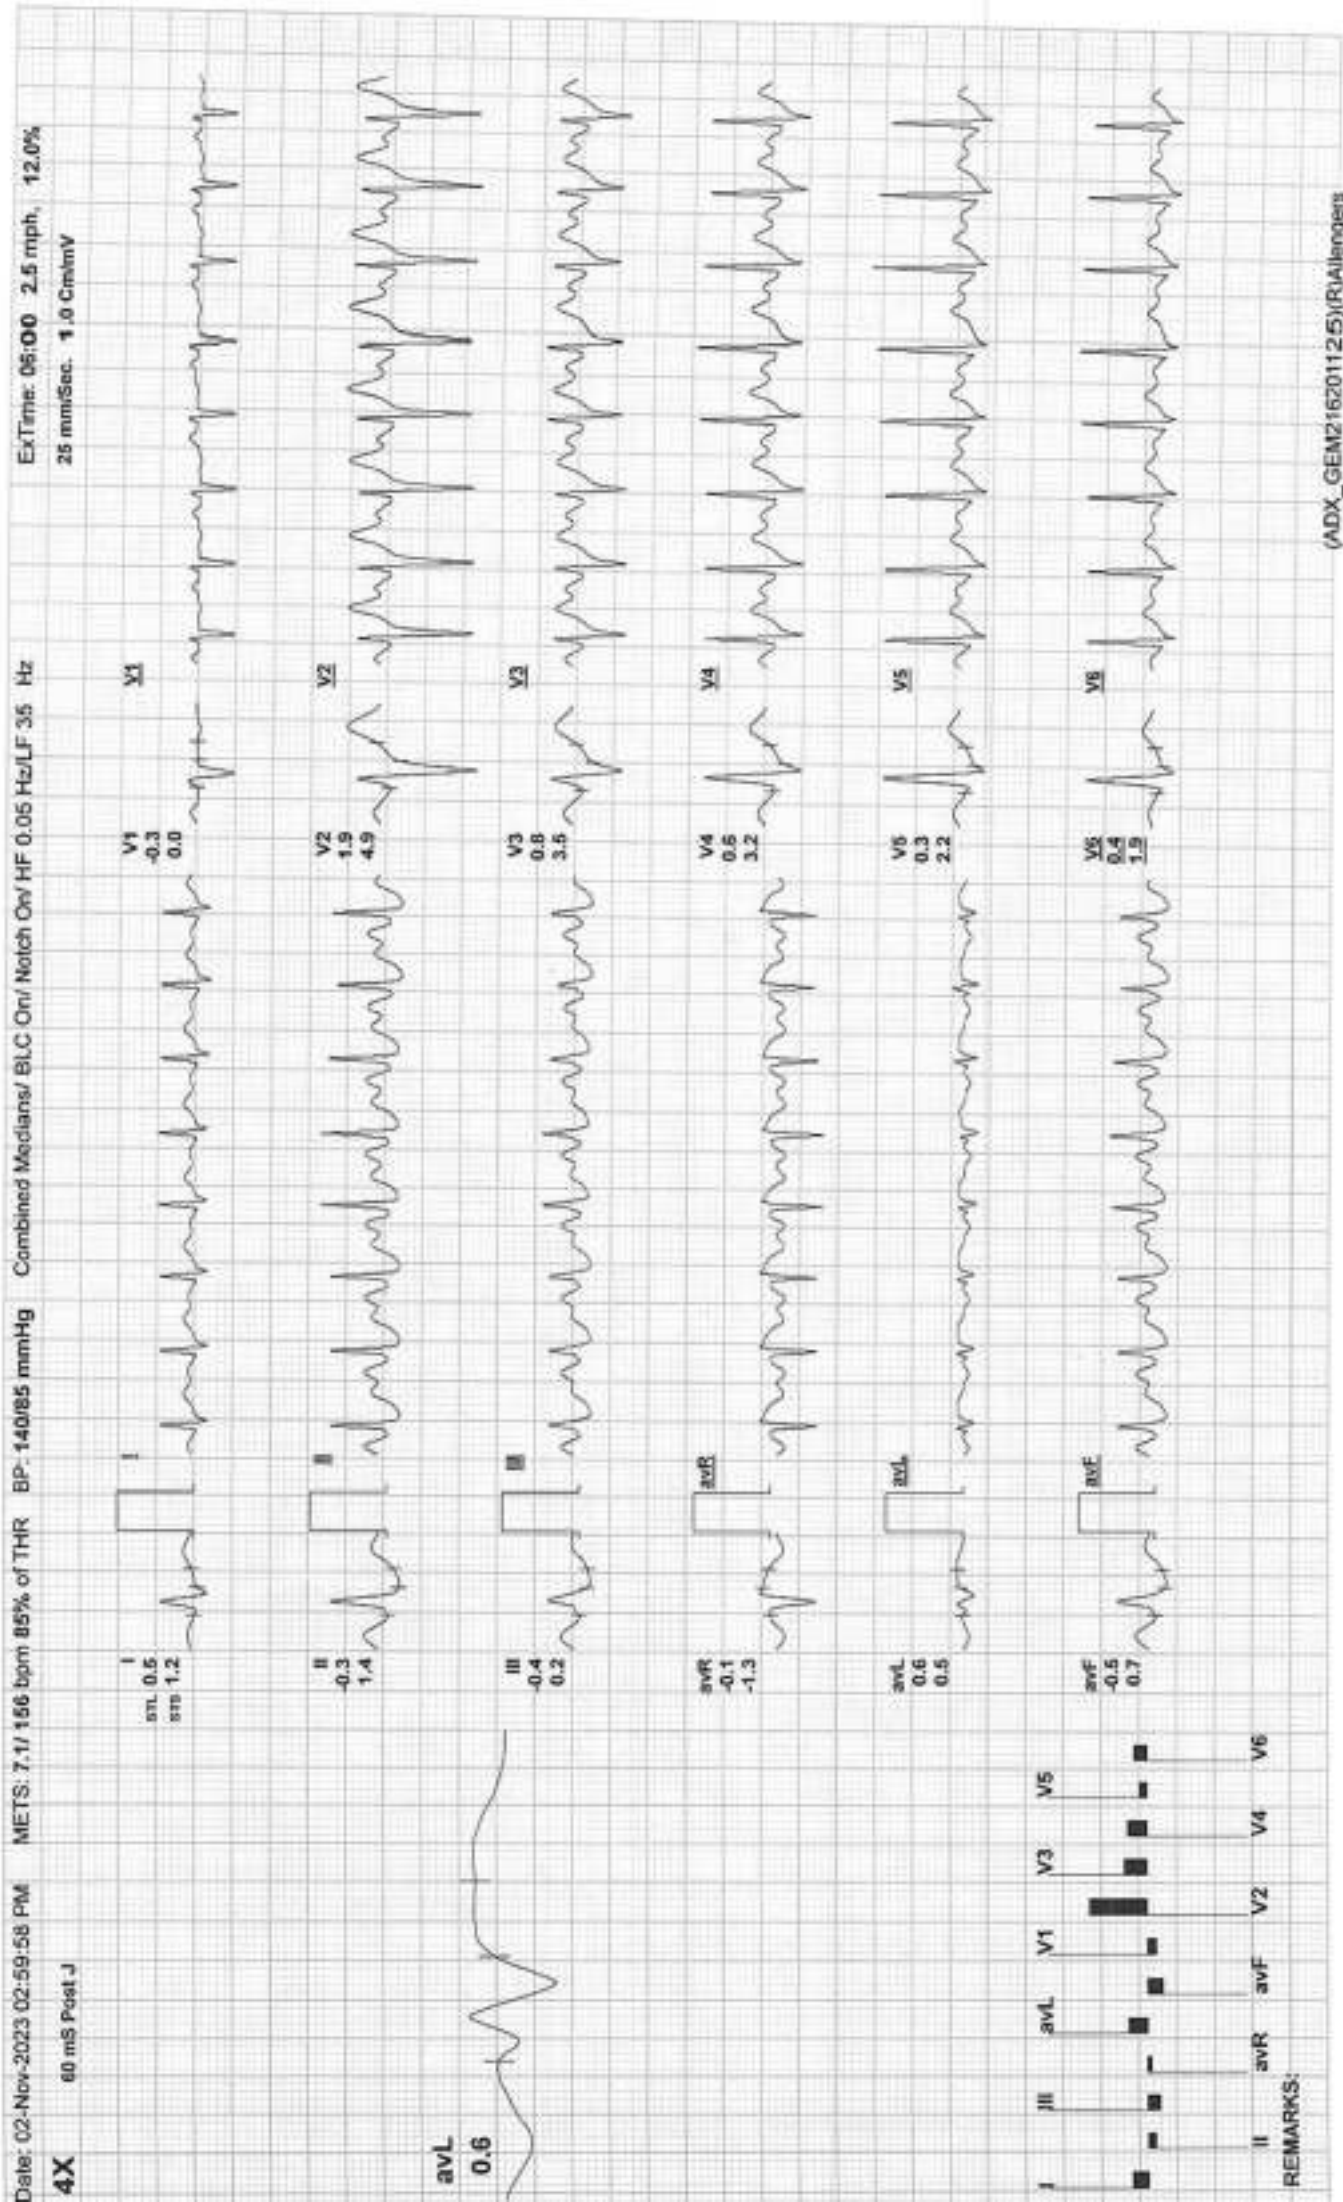 Date: 02-Nov-2023 02:59:58 PM METS: 7.1/ 156 bpm 85% of THR BP: 140/85 mmHg Combined Medians/ BLC On/ Notch On/ HF 0.05 Hz/LF 35 Hz ExTime: 06:00 2.5 mph, 12.0%
4X 60 mS Post J 25 mm/Sec. 1.0 Cm/mV
I
STL 0.5
STS 1.2
I
V1
-0.3
0.0
V1
II
-0.3
1.4
II
V2
1.9
4.9
V2
avL
0.6
III
-0.4
0.2
III
V3
0.8
3.5
V3
avR
-0.1
-1.3
avR
V4
0.6
3.2
V4
avL
0.6
0.5
avL
V5
0.3
2.2
V5
avF
-0.5
0.7
avF
V6
0.4
1.9
V6
I III avL V1 V3 V5
II avR avF V2 V4 V6
REMARKS:
(ADX_GEM216201125)(R)Allengers